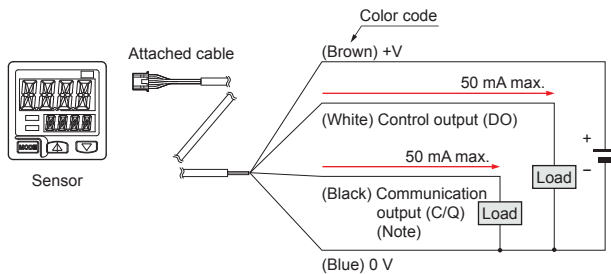 Color code
Attached cable
(Brown) +V
50 mA max.
(White) Control output (DO)
50 mA max.
+
−
Load
(Black) Communication
output (C/Q)
(Note)
Load
(Blue) 0 V
MODE
Sensor